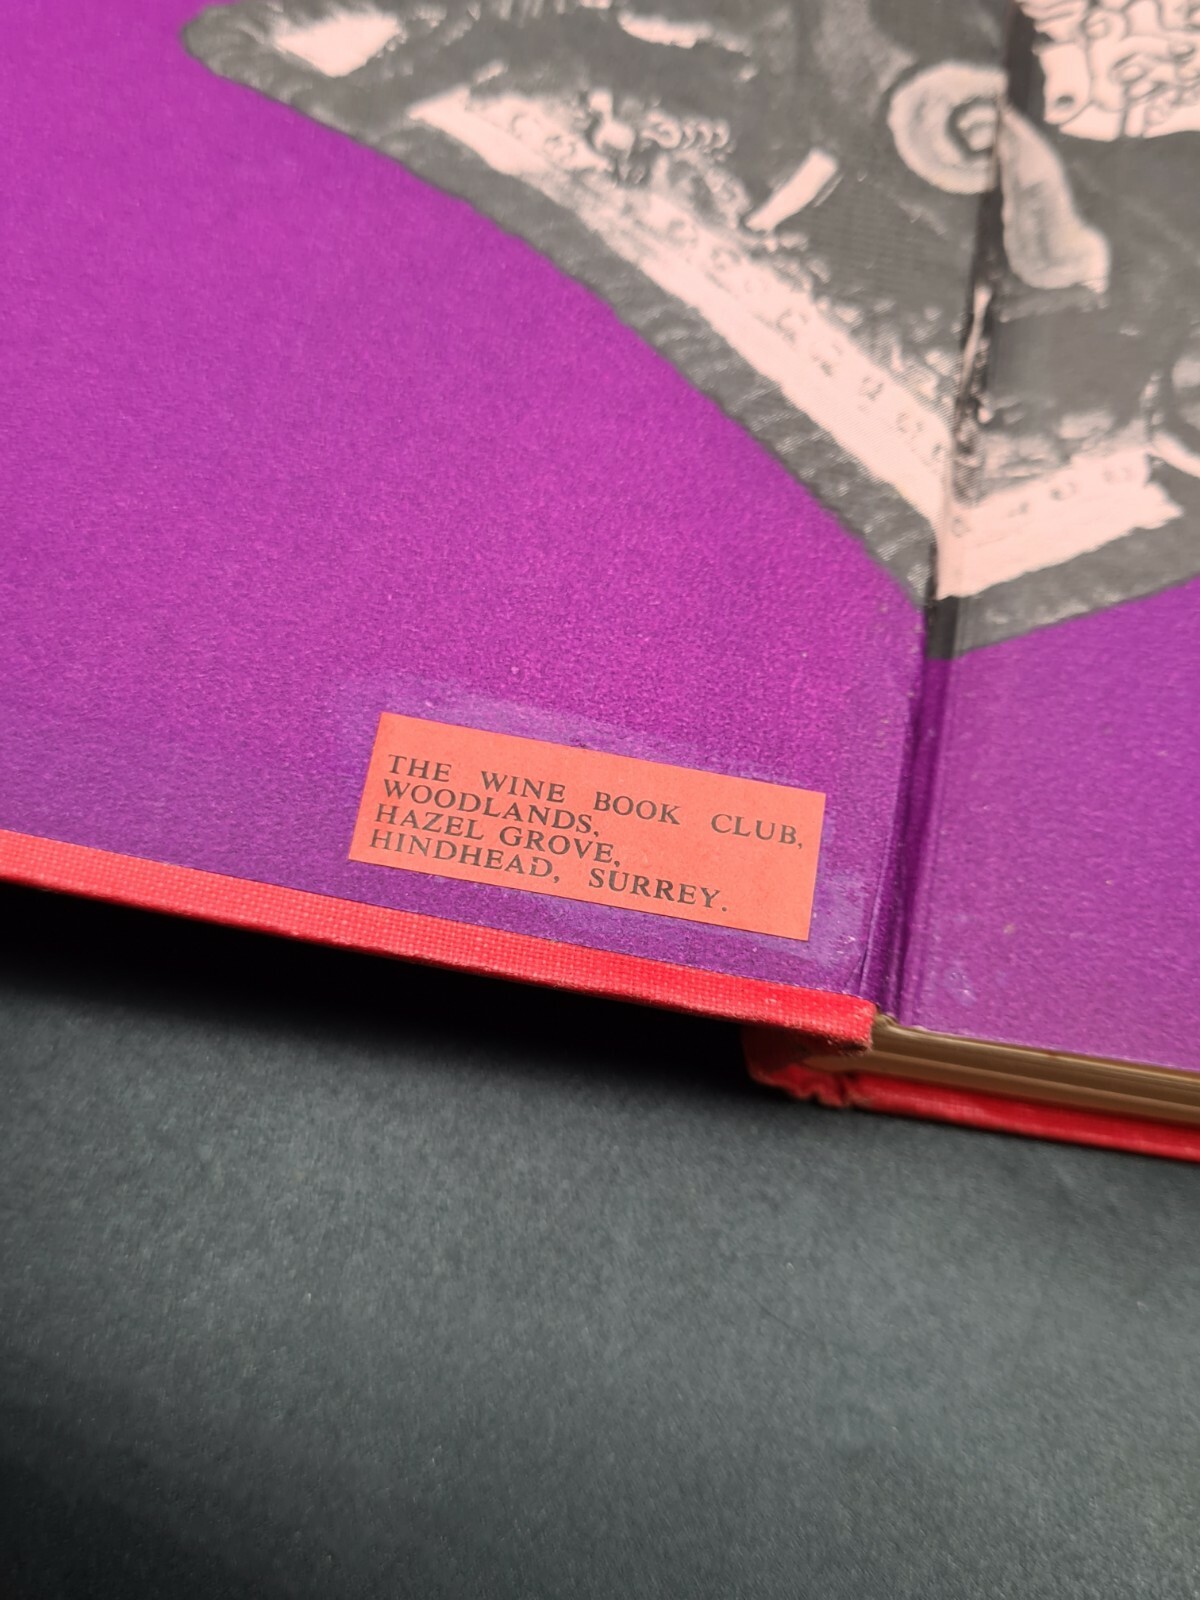 THE WINE BOOK CLUB,
WOODLANDS,
HAZEL GROVE,
HINDHEAD, SURREY.